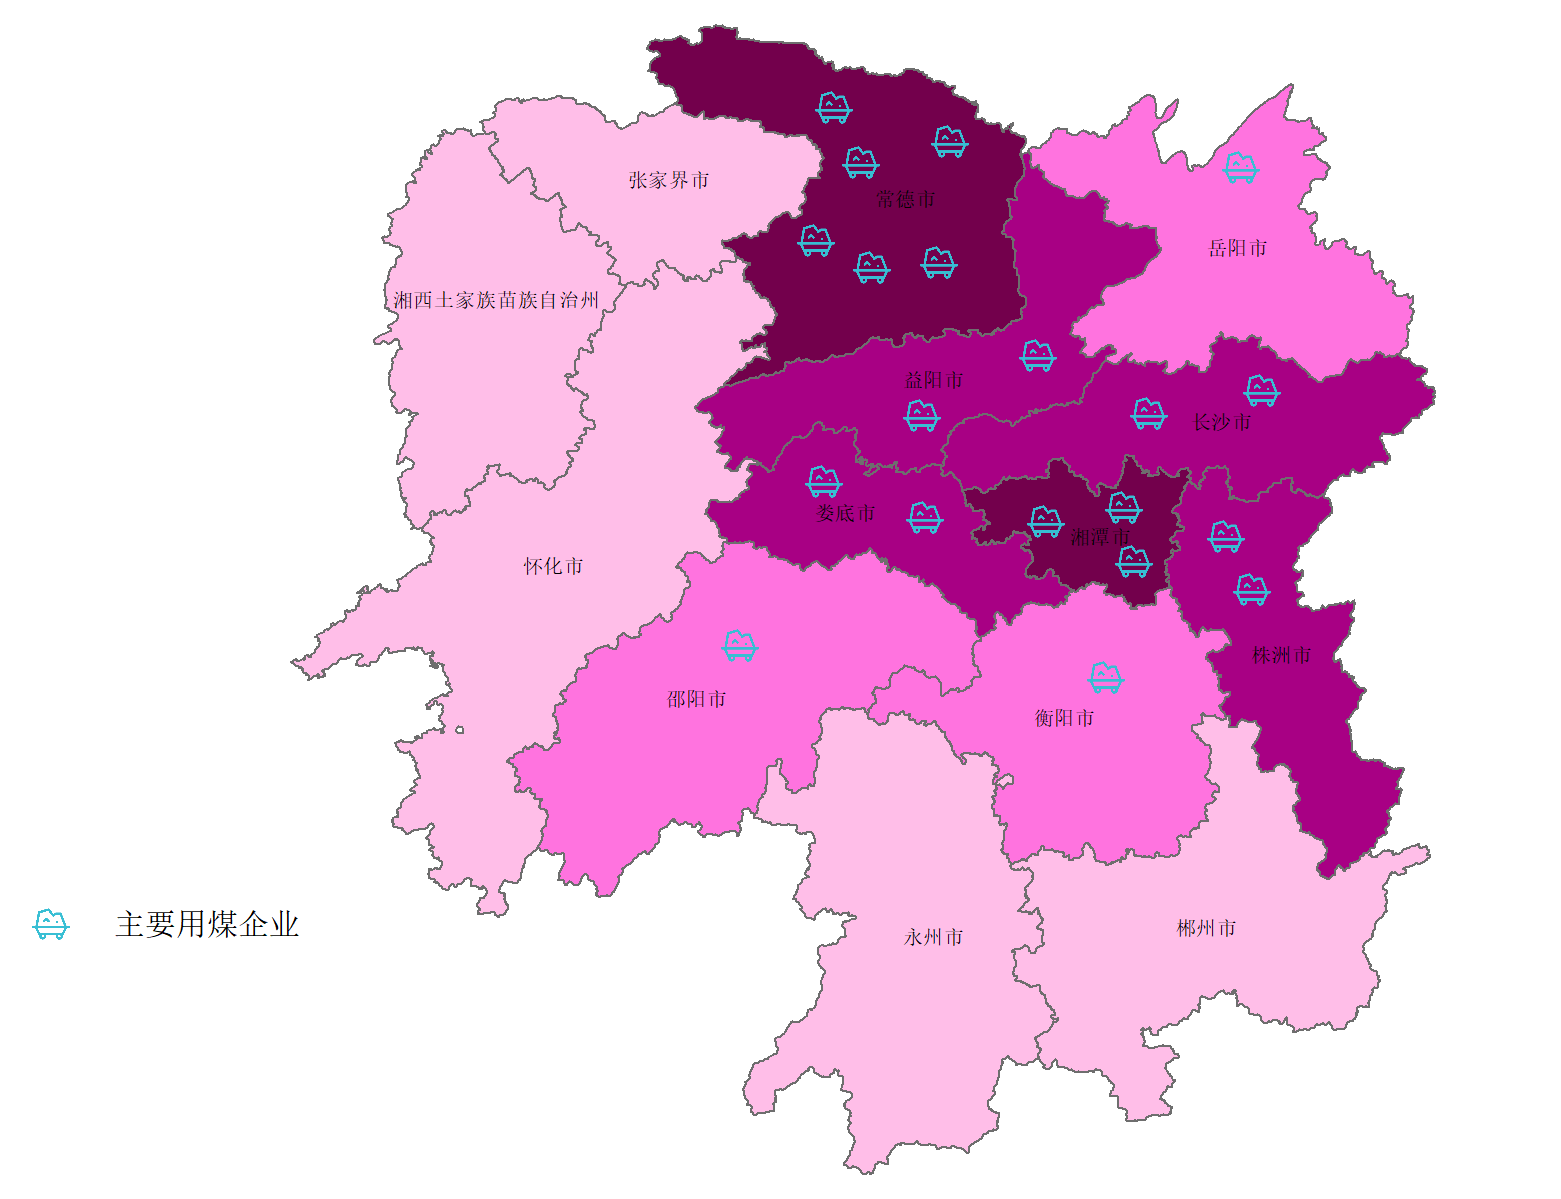 张家界市
常德市
岳阳市
湘西土家族苗族自治州
益阳市
长沙市
娄底市
湘潭市
怀化市
株洲市
邵阳市
衡阳市
主要用煤企业
永州市
郴州市